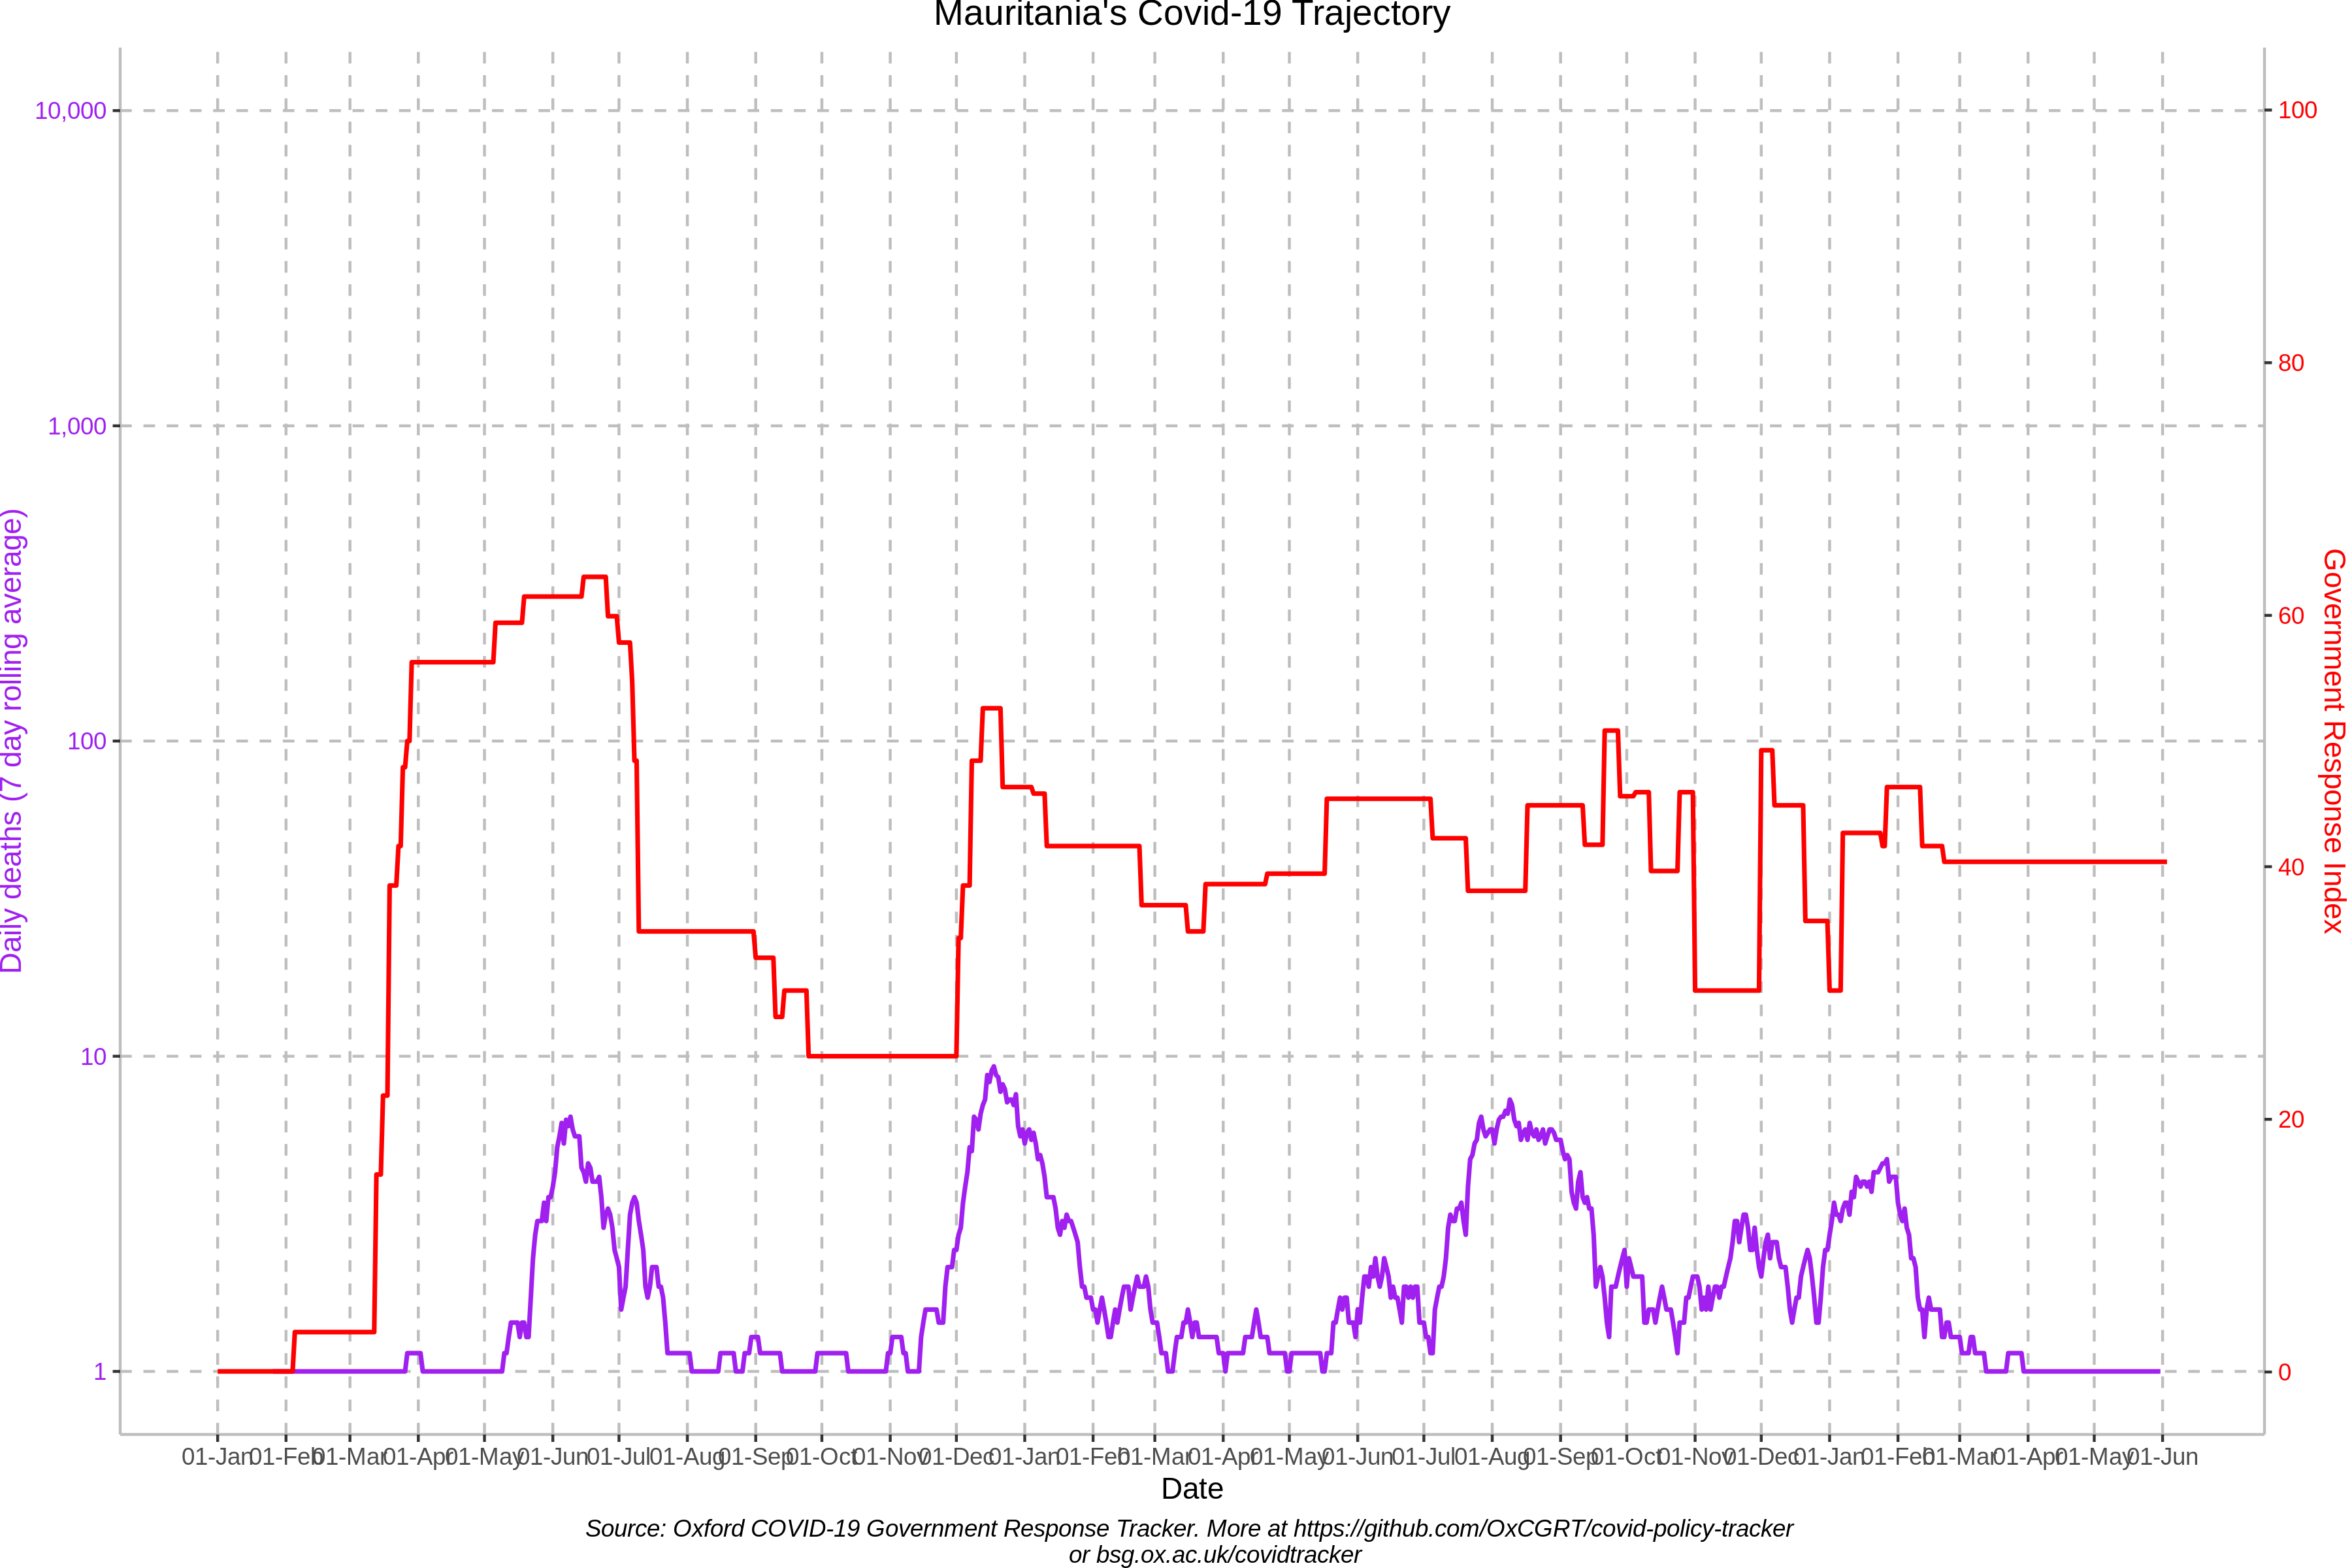 Mauritania's Covid-19 Trajectory
10,000
1,000
100
10
1
Daily deaths (7 day rolling average)
100
80
60
40
20
0
Government Response Index
01-Jan 01-Feb 01-Mar 01-Apr 01-May 01-Jun 01-Jul 01-Aug 01-Sep 01-Oct 01-Nov 01-Dec 01-Jan 01-Feb 01-Mar 01-Apr 01-May 01-Jun 01-Jul 01-Aug 01-Sep 01-Oct 01-Nov 01-Dec 01-Jan 01-Feb 01-Mar 01-Apr 01-May 01-Jun
Date
Source: Oxford COVID-19 Government Response Tracker. More at https://github.com/OxCGRT/covid-policy-tracker
or bsg.ox.ac.uk/covidtracker